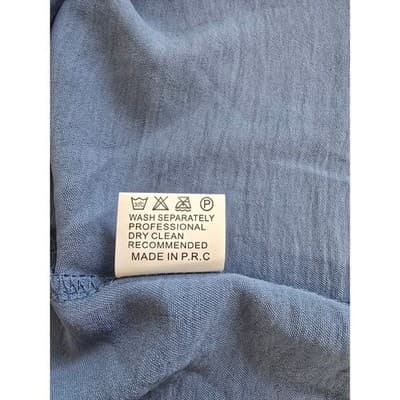 P
WASH SEPARATELY
PROFESSIONAL
DRY CLEAN
RECOMMENDED
MADE IN P.R.C